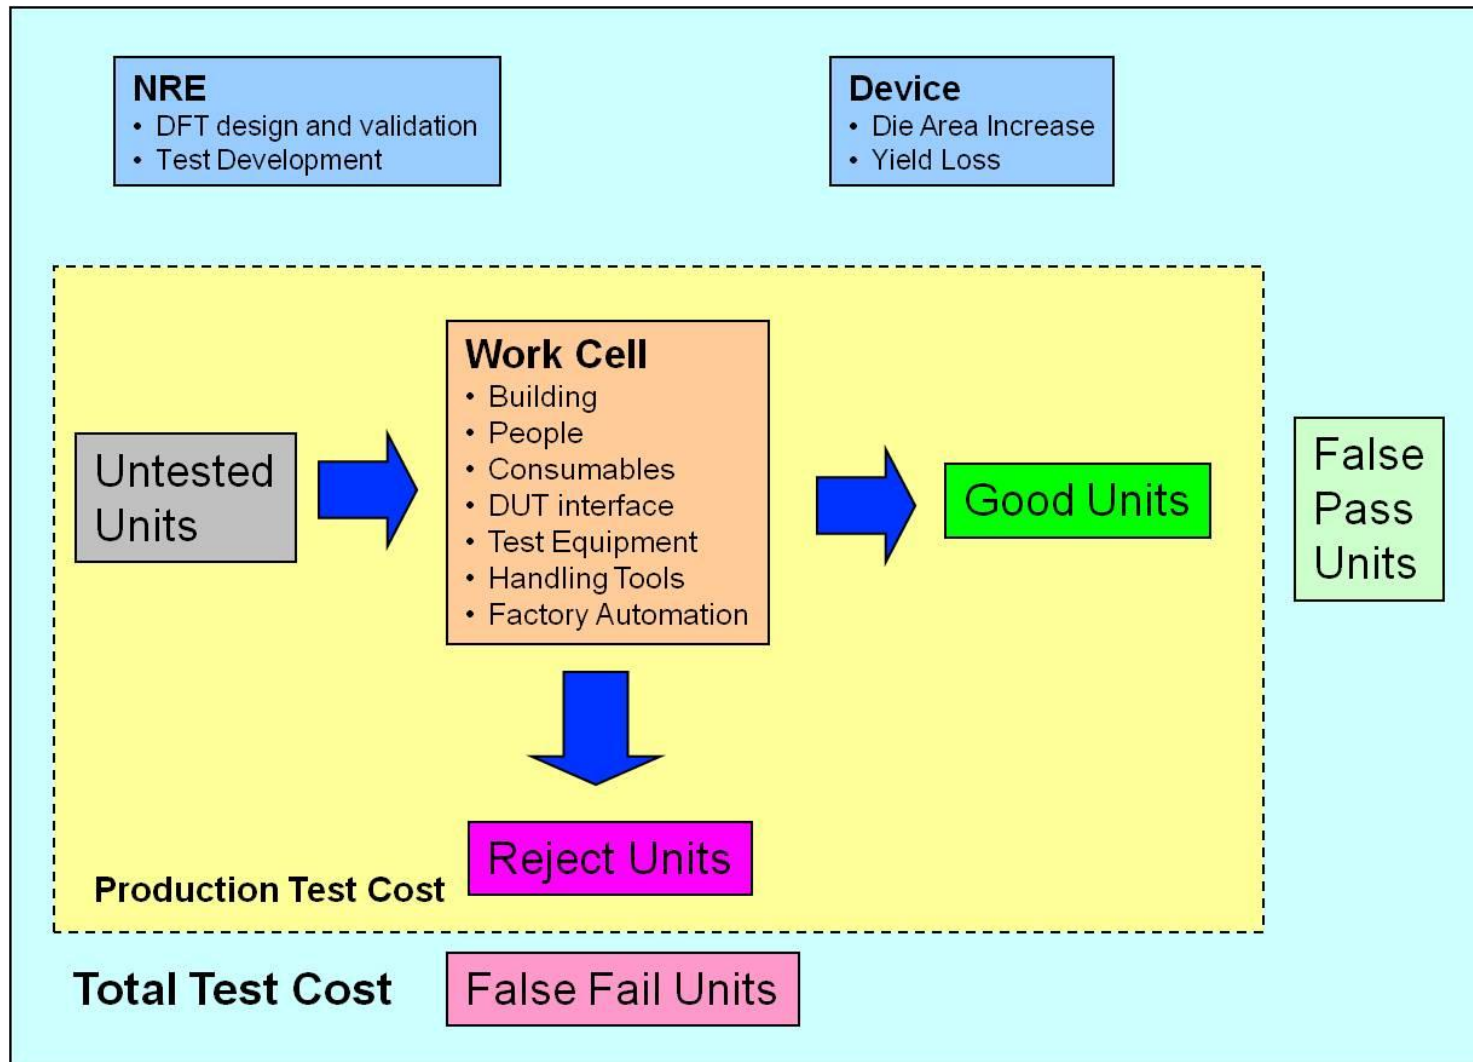 NRE
• DFT design and validation
• Test Development
Device
• Die Area Increase
• Yield Loss
Work Cell
• Building
• People
• Consumables
• DUT interface
• Test Equipment
• Handling Tools
• Factory Automation
Untested
Units
Good Units
False
Pass
Units
Reject Units
Production Test Cost
Total Test Cost
False Fail Units